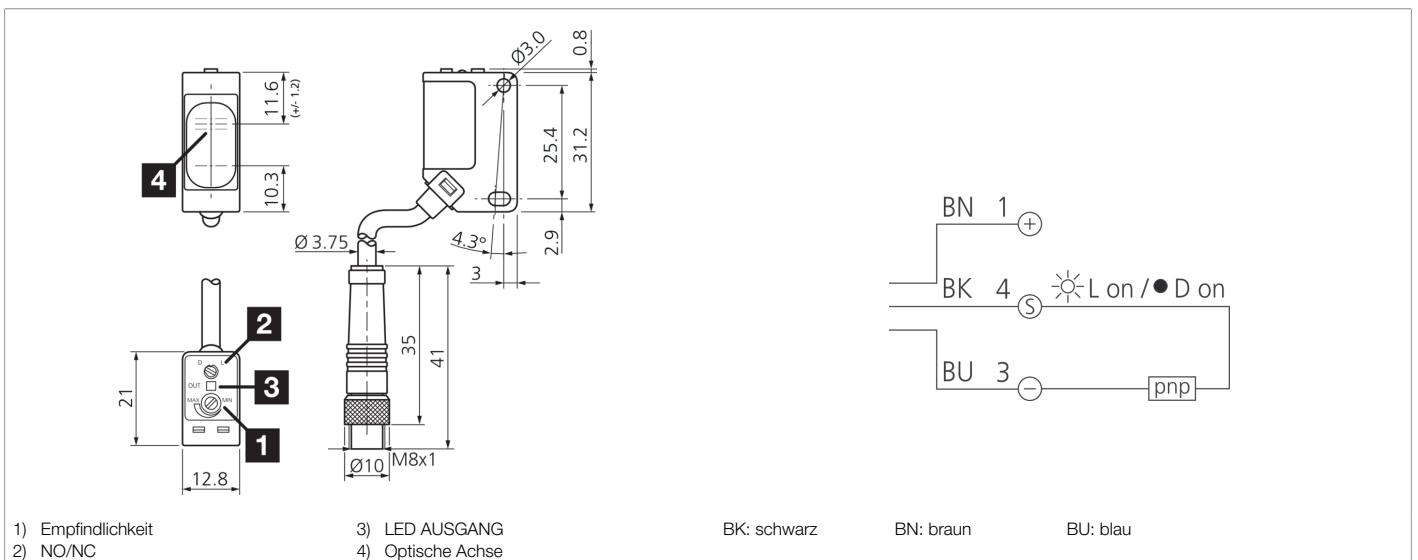 Ø3.0
0.8
11.6
(+/- 1.2)
25.4
31.2
4
10.3
Ø 3.75
4.3°
2.9
3
2
D L
OUT
3
MAX MIN
1
21
12.8
35
41
Ø10
M8x1
BN 1 +
BK 4 S L on / D on
BU 3 −
pnp
1) Empfindlichkeit
2) NO/NC
3) LED AUSGANG
4) Optische Achse
BK: schwarz BN: braun BU: blau